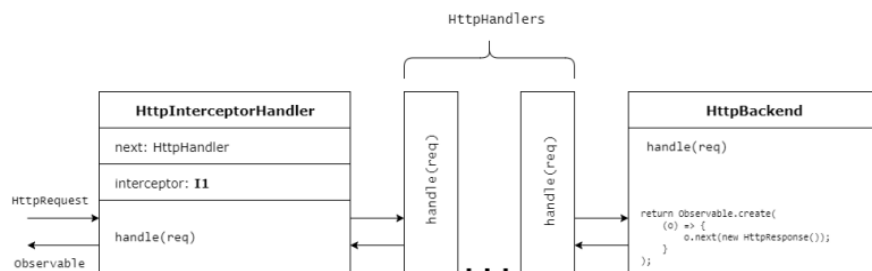 HttpHandlers
HttpInterceptorHandler
next: HttpHandler
interceptor: I1
HttpRequest
handle(req)
Observable
handle(req)
...
handle(req)
HttpBackend
handle(req)
return Observable.create(
(o) => {
o.next(new HttpResponse());
}
);